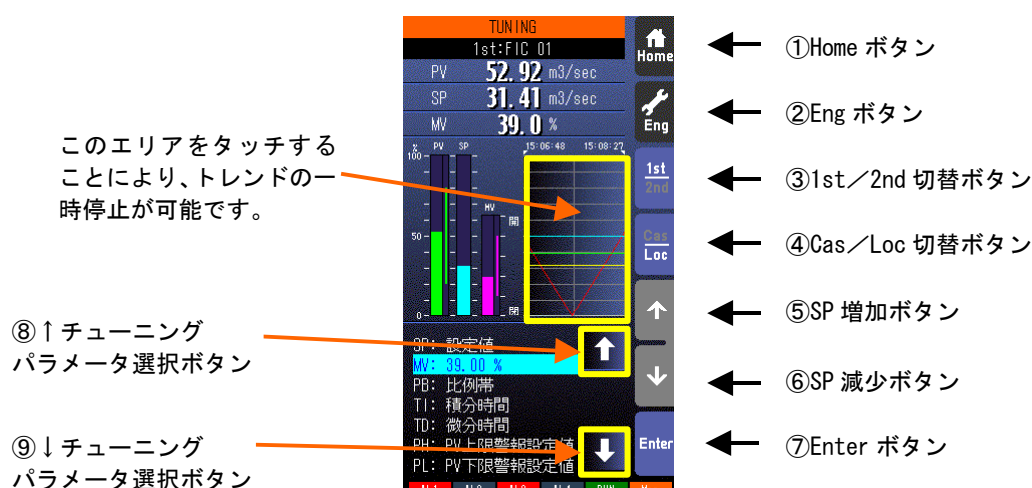 TUNING
1st:FIC 01
PV 52.92 m3/sec
SP 31.41 m3/sec
MV 39.0 %
Home
Eng
1st
2nd
Cas
Loc
Enter
% PV SP
100
50
0
MV
開
閉
15:06:48 15:08:27
SP: 設定値
MV: 39.00 %
PB: 比例帯
TI: 積分時間
TD: 微分時間
PH: PV上限警報設定値
PL: PV下限警報設定値
AL1 AL2 AL3 AL4 RUN
このエリアをタッチする
ことにより、トレンドの一
時停止が可能です。
⑧↑チューニング
パラメータ選択ボタン
⑨↓チューニング
パラメータ選択ボタン
①Home ボタン
②Eng ボタン
③1st／2nd 切替ボタン
④Cas／Loc 切替ボタン
⑤SP 増加ボタン
⑥SP 減少ボタン
⑦Enter ボタン